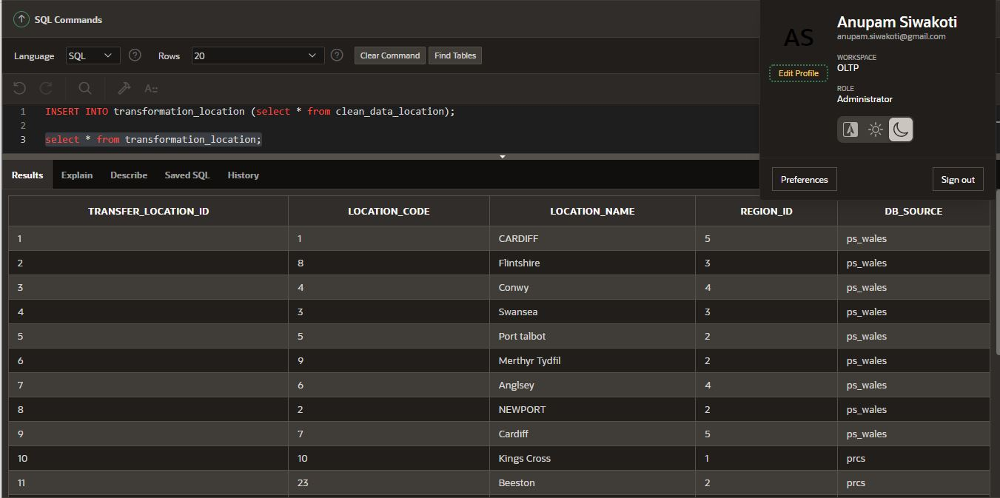 SQL Commands
Language SQL Rows 20 Clear Command Find Tables
1 INSERT INTO transformation_location (select * from clean_data_location);
2
3 select * from transformation_location;
Results Explain Describe Saved SQL History
AS
Anupam Siwakoti
anupam.siwakoti@gmail.com
Edit Profile
WORKSPACE
OLTP
ROLE
Administrator
Preferences Sign out
TRANSFER_LOCATION_ID LOCATION_CODE LOCATION_NAME REGION_ID DB_SOURCE
1 1 CARDIFF 5 ps_wales
2 8 Flintshire 3 ps_wales
3 4 Conwy 4 ps_wales
4 3 Swansea 3 ps_wales
5 5 Port talbot 2 ps_wales
6 9 Merthyr Tydfil 2 ps_wales
7 6 Anglsey 4 ps_wales
8 2 NEWPORT 2 ps_wales
9 7 Cardiff 5 ps_wales
10 10 Kings Cross 1 prcs
11 23 Beeston 2 prcs